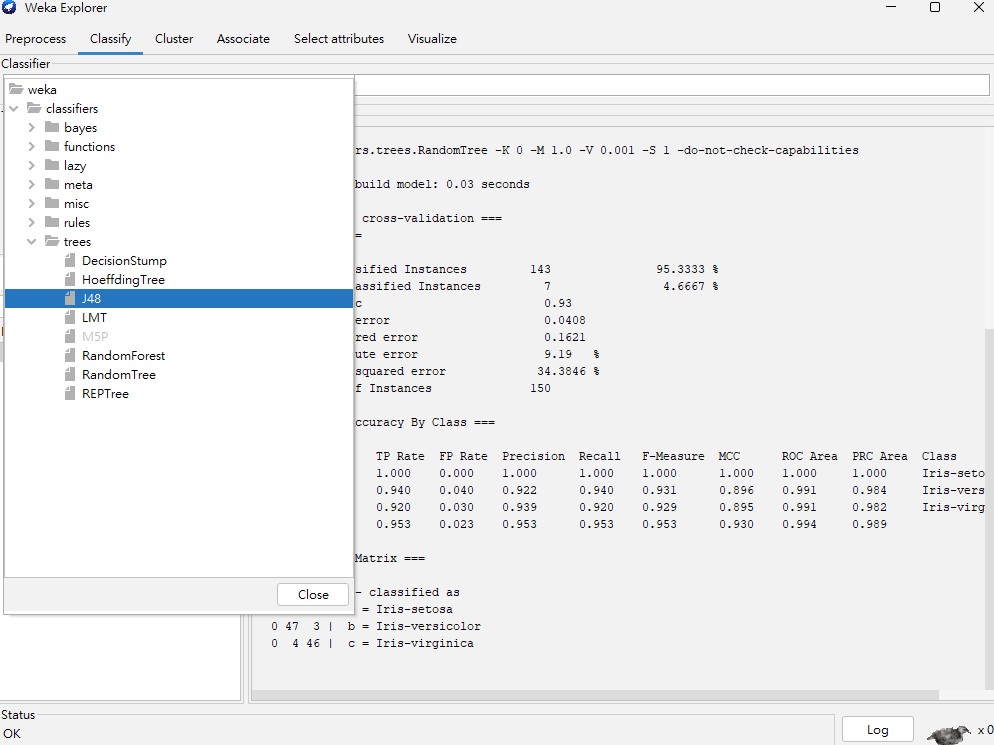 Weka Explorer
Preprocess Classify Cluster Associate Select attributes Visualize
Classifier
weka
classifiers
bayes
functions
lazy
meta
misc
rules
trees
DecisionStump
HoeffdingTree
J48
LMT
M5P
RandomForest
RandomTree
REPTree
Close
rs.trees.RandomTree -K 0 -M 1.0 -V 0.001 -S 1 -do-not-check-capabilities
build model: 0.03 seconds
cross-validation ===
=
sified Instances 143 95.3333 %
assified Instances 7 4.6667 %
c 0.93
error 0.0408
red error 0.1621
ute error 9.19 %
squared error 34.3846 %
f Instances 150
ccuracy By Class ===
TP Rate FP Rate Precision Recall F-Measure MCC ROC Area PRC Area Class
1.000 0.000 1.000 1.000 1.000 1.000 1.000 1.000 Iris-seto
0.940 0.040 0.922 0.940 0.931 0.896 0.991 0.984 Iris-vers
0.920 0.030 0.939 0.920 0.929 0.895 0.991 0.982 Iris-virg
0.953 0.023 0.953 0.953 0.953 0.930 0.994 0.989
Matrix ===
- classified as
= Iris-setosa
0 47 3 | b = Iris-versicolor
0 4 46 | c = Iris-virginica
Status
OK
Log
x 0